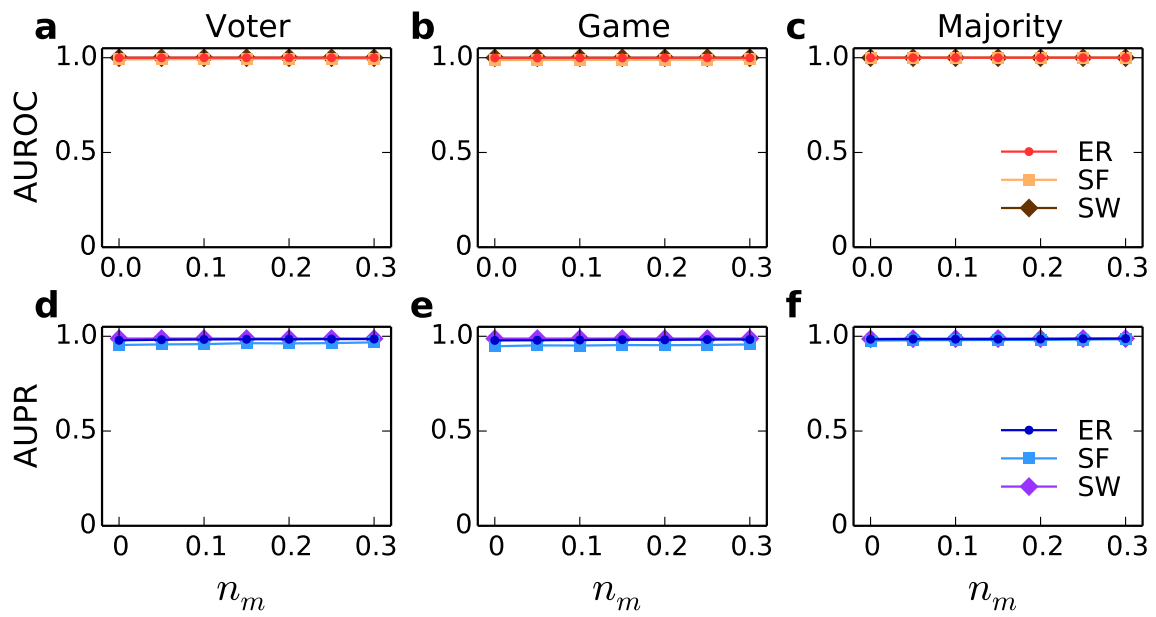 a Voter b Game c Majority
AUROC
1.0 1.0 1.0
0.5 0.5 0.5
ER
SF
SW
0 0 0
0.0 0.1 0.2 0.3 0.0 0.1 0.2 0.3 0.0 0.1 0.2 0.3
d e f
AUPR
1.0 1.0 1.0
0.5 0.5 0.5
ER
SF
SW
0 0 0
0 0.1 0.2 0.3 0 0.1 0.2 0.3 0 0.1 0.2 0.3
n_m n_m n_m